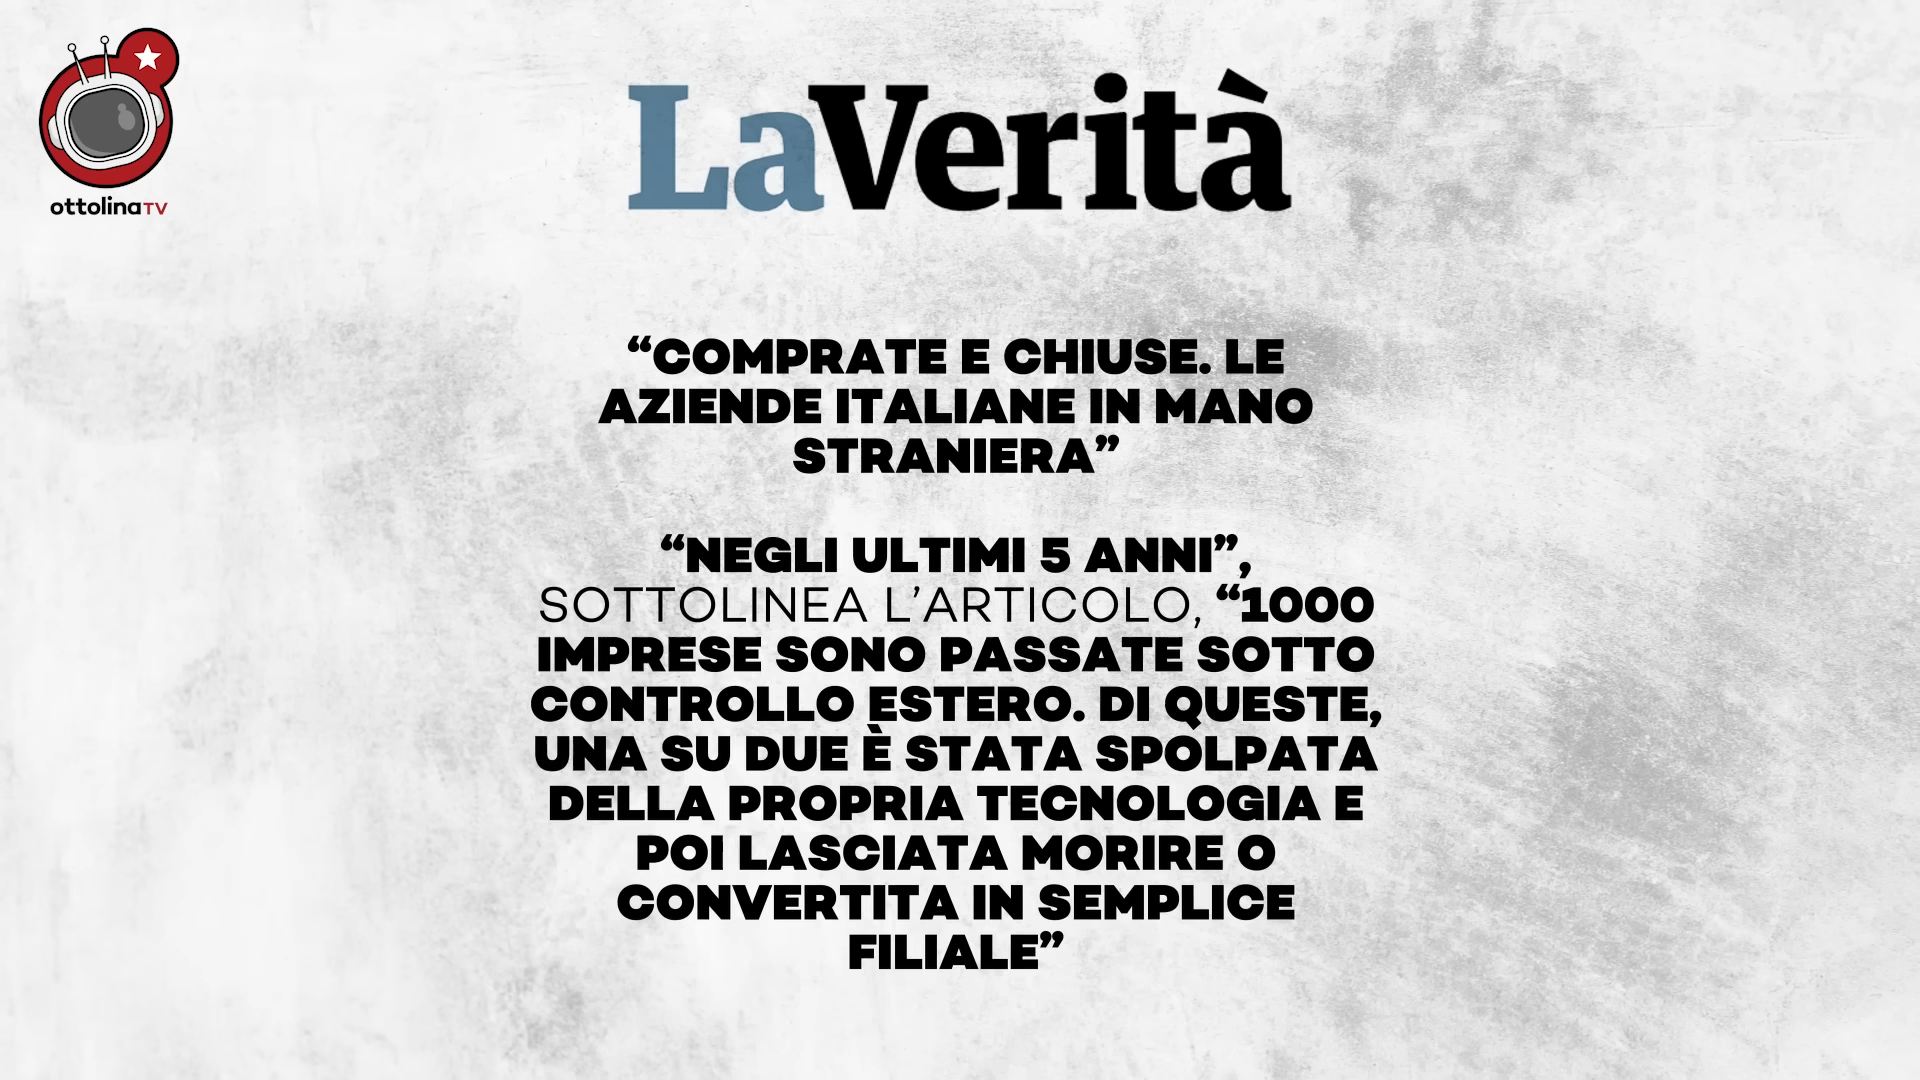 ottolinaTV
LaVerità
“COMPRATE E CHIUSE. LE
AZIENDE ITALIANE IN MANO
STRANIERA”
“NEGLI ULTIMI 5 ANNI”,
SOTTOLINEA L’ARTICOLO, “1000
IMPRESE SONO PASSATE SOTTO
CONTROLLO ESTERO. DI QUESTE,
UNA SU DUE È STATA SPOLPATA
DELLA PROPRIA TECNOLOGIA E
POI LASCIATA MORIRE O
CONVERTITA IN SEMPLICE
FILIALE”